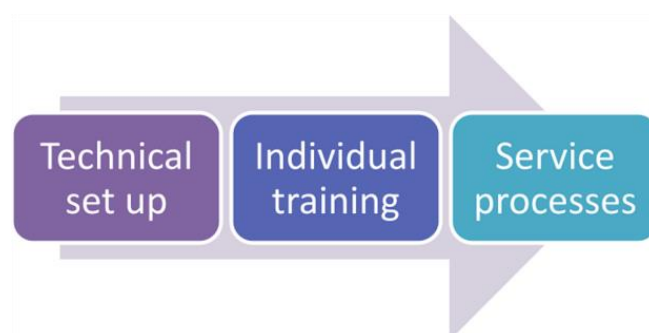 Technical
set up
Individual
training
Service
processes